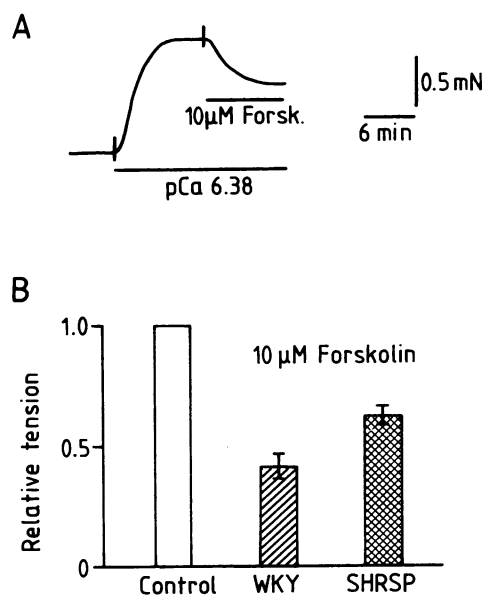 A
0.5 mN
10µM Forsk.
6 min
pCa 6.38
B
1.0
10 µM Forskolin
0.5
Relative tension
0
Control WKY SHRSP